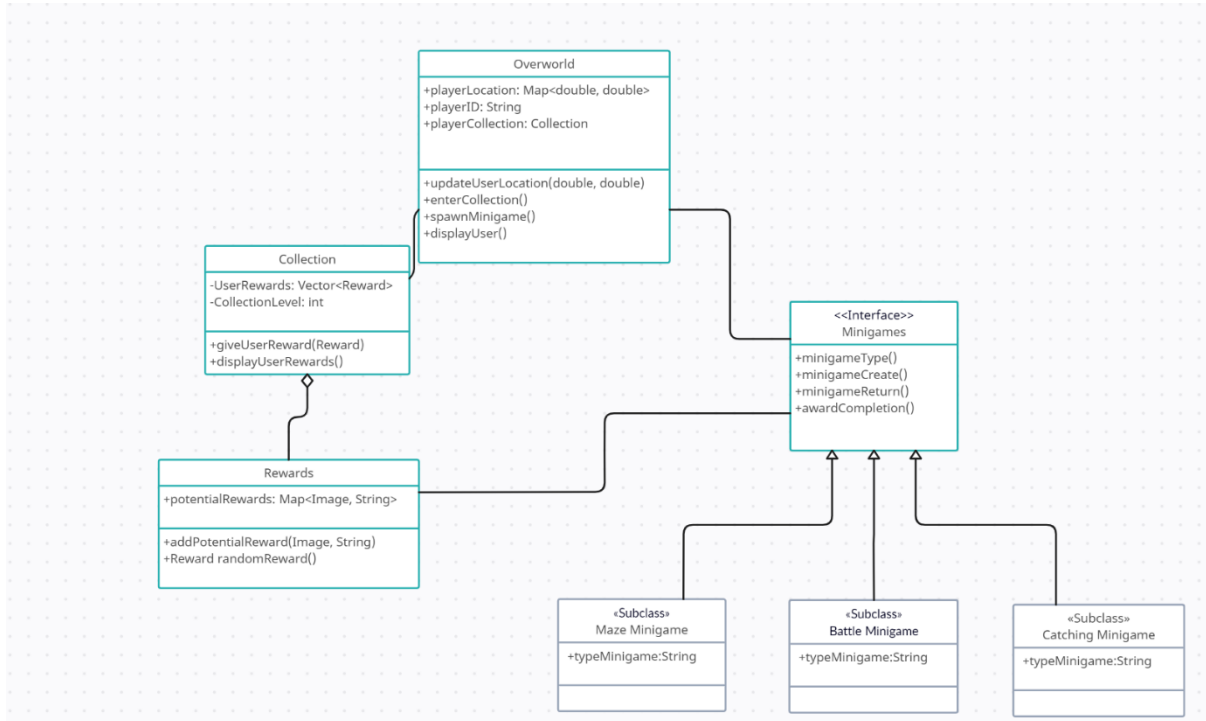 Overworld
+playerLocation: Map<double, double>
+playerID: String
+playerCollection: Collection
+updateUserLocation(double, double)
+enterCollection()
+spawnMinigame()
+displayUser()
Collection
-UserRewards: Vector<Reward>
-CollectionLevel: int
+giveUserReward(Reward)
+displayUserRewards()
<<Interface>>
Minigames
+minigameType()
+minigameCreate()
+minigameReturn()
+awardCompletion()
Rewards
+potentialRewards: Map<Image, String>
+addPotentialReward(Image, String)
+Reward randomReward()
«Subclass»
Maze Minigame
+typeMinigame:String
«Subclass»
Battle Minigame
+typeMinigame:String
«Subclass»
Catching Minigame
+typeMinigame:String